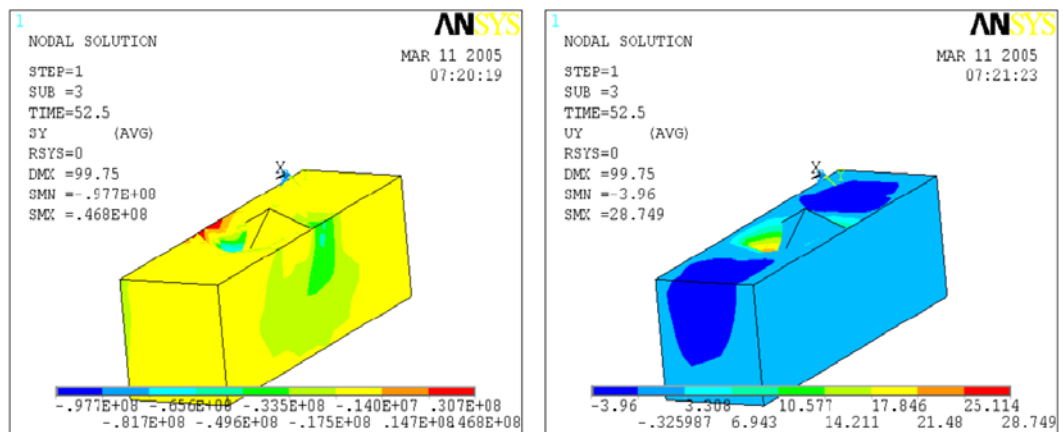 1
ANSYS
NODAL SOLUTION
MAR 11 2005
07:20:19
STEP=1
SUB =3
TIME=52.5
SY (AVG)
RSYS=0
DMX =99.75
SMN =-.977E+08
SMX =.468E+08
X
-.977E+08 -.656E+08 -.335E+08 -.140E+07 .307E+08
-.817E+08 -.496E+08 -.175E+08 .147E+08 .468E+08
1
ANSYS
NODAL SOLUTION
MAR 11 2005
07:21:23
STEP=1
SUB =3
TIME=52.5
UY (AVG)
RSYS=0
DMX =99.75
SMN =-3.96
SMX =28.749
X
-3.96 3.308 10.577 17.846 25.114
-.325987 6.943 14.211 21.48 28.749